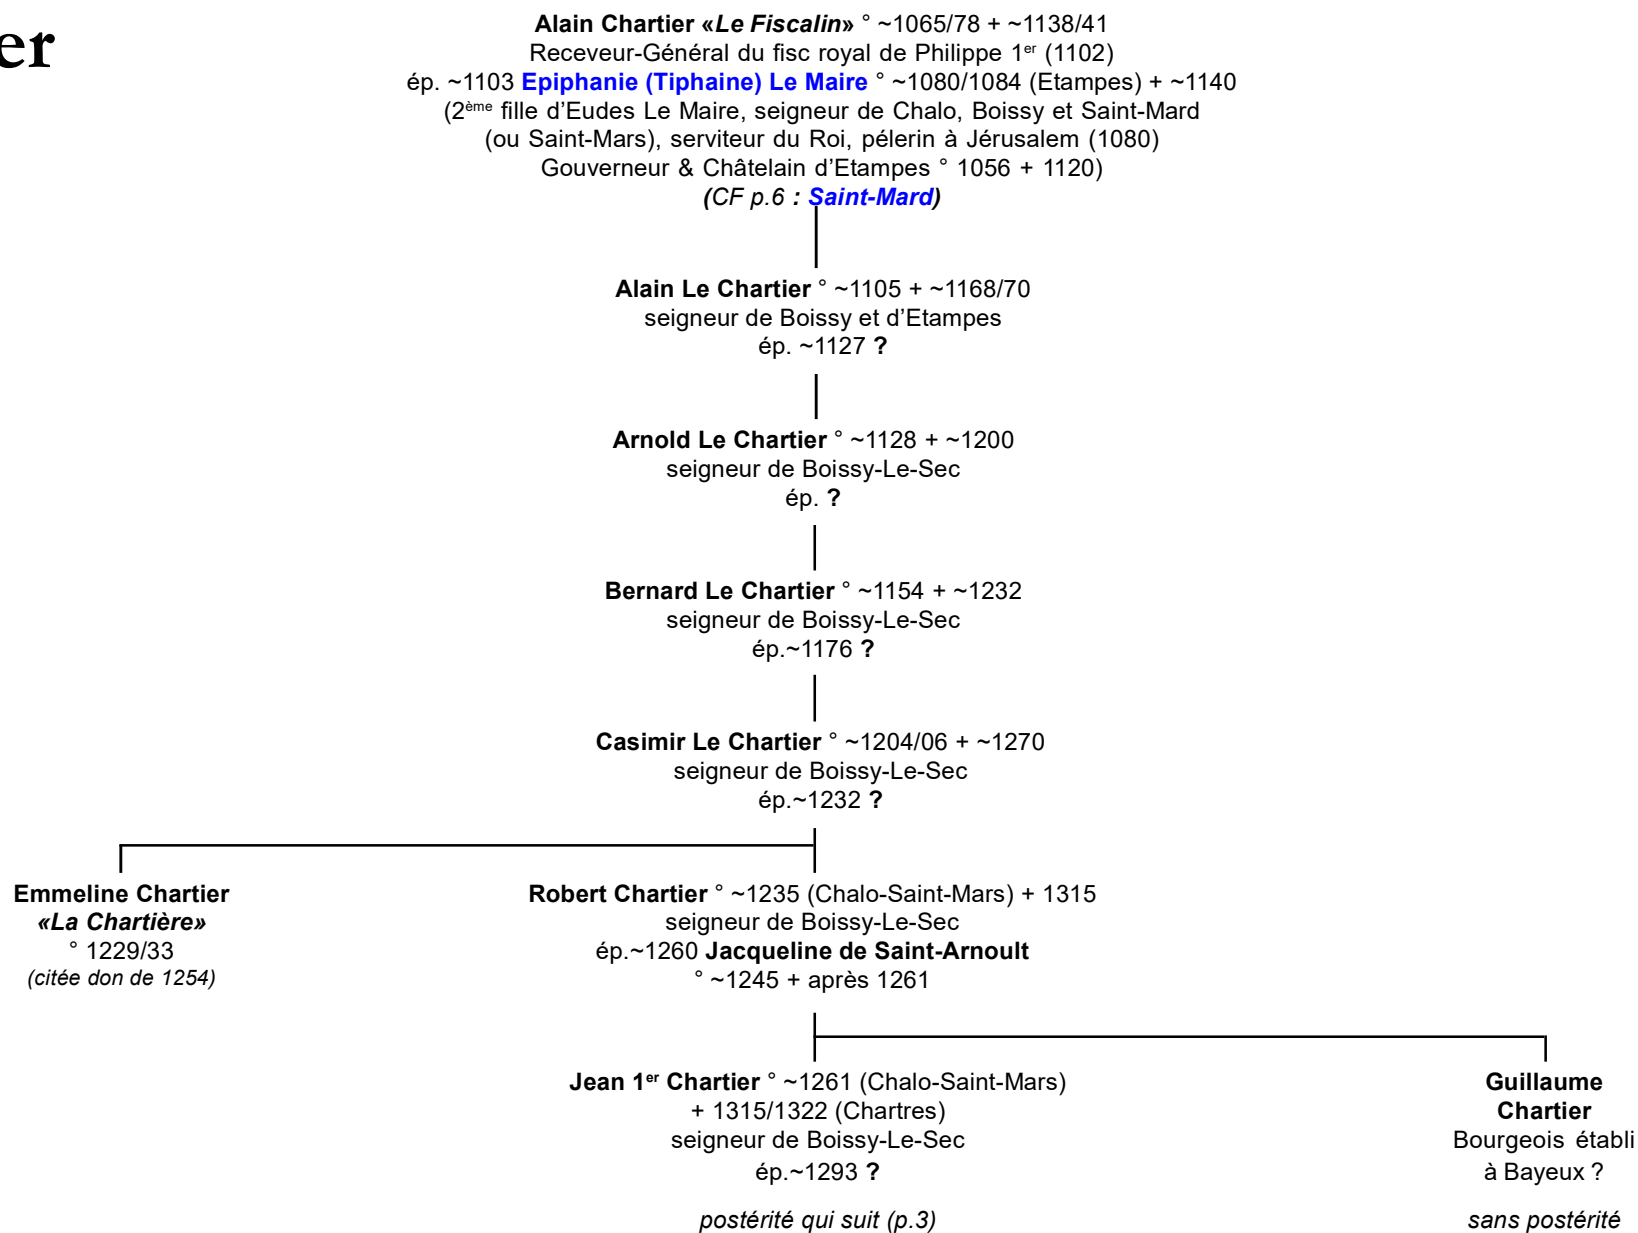 er
Alain Chartier «Le Fiscalin» ° ~1065/78 + ~1138/41
Receveur-Général du fisc royal de Philippe 1er (1102)
ép. ~1103 Epiphanie (Tiphaine) Le Maire ° ~1080/1084 (Etampes) + ~1140
(2ème fille d’Eudes Le Maire, seigneur de Chalo, Boissy et Saint-Mard
(ou Saint-Mars), serviteur du Roi, pélerin à Jérusalem (1080)
Gouverneur & Châtelain d’Etampes ° 1056 + 1120)
(CF p.6 : Saint-Mard)
Alain Le Chartier ° ~1105 + ~1168/70
seigneur de Boissy et d’Etampes
ép. ~1127 ?
Arnold Le Chartier ° ~1128 + ~1200
seigneur de Boissy-Le-Sec
ép. ?
Bernard Le Chartier ° ~1154 + ~1232
seigneur de Boissy-Le-Sec
ép.~1176 ?
Casimir Le Chartier ° ~1204/06 + ~1270
seigneur de Boissy-Le-Sec
ép.~1232 ?
Emmeline Chartier
«La Chartière»
° 1229/33
(citée don de 1254)
Robert Chartier ° ~1235 (Chalo-Saint-Mars) + 1315
seigneur de Boissy-Le-Sec
ép.~1260 Jacqueline de Saint-Arnoult
° ~1245 + après 1261
Jean 1er Chartier ° ~1261 (Chalo-Saint-Mars)
+ 1315/1322 (Chartres)
seigneur de Boissy-Le-Sec
ép.~1293 ?
postérité qui suit (p.3)
Guillaume
Chartier
Bourgeois établi
à Bayeux ?
sans postérité